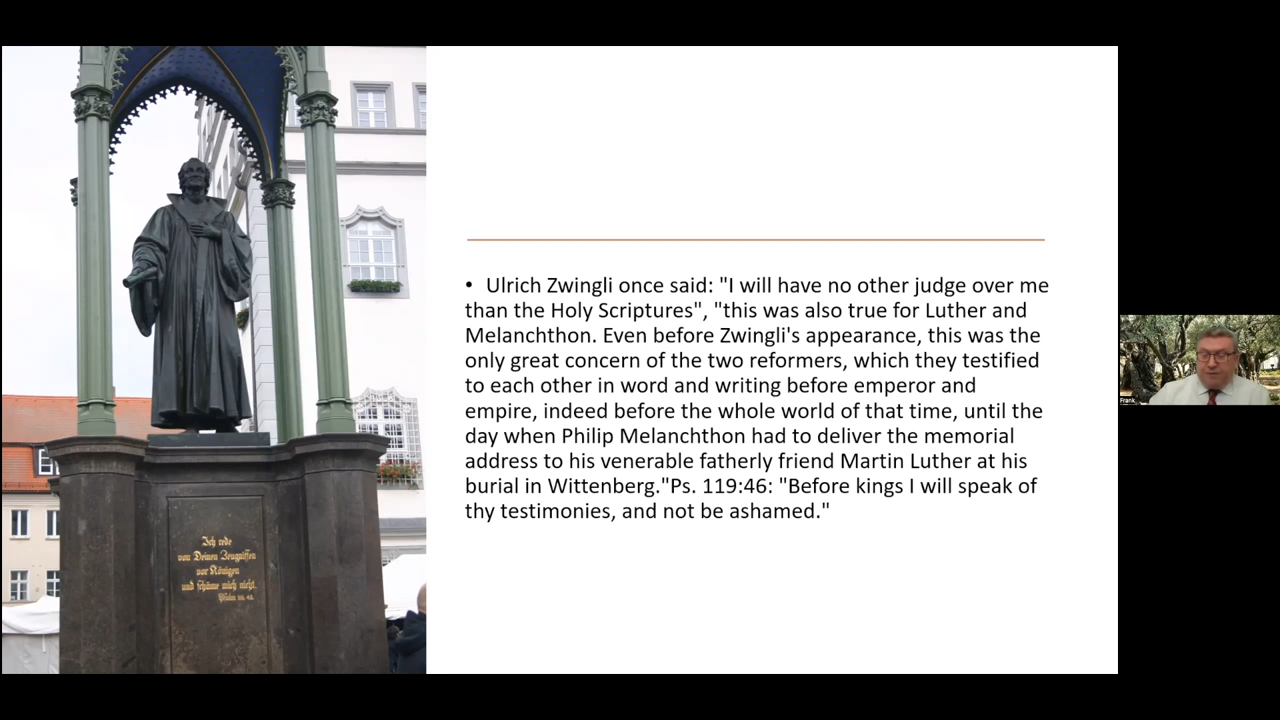 • Ulrich Zwingli once said: "I will have no other judge over me
than the Holy Scriptures", "this was also true for Luther and
Melanchthon. Even before Zwingli's appearance, this was the
only great concern of the two reformers, which they testified
to each other in word and writing before emperor and
empire, indeed before the whole world of that time, until the
day when Philip Melanchthon had to deliver the memorial
address to his venerable fatherly friend Martin Luther at his
burial in Wittenberg."Ps. 119:46: "Before kings I will speak of
thy testimonies, and not be ashamed."
Ich rede
von Deinen Zeugnissen
vor Königen
und schäme mich nicht.
Psalm
Frank